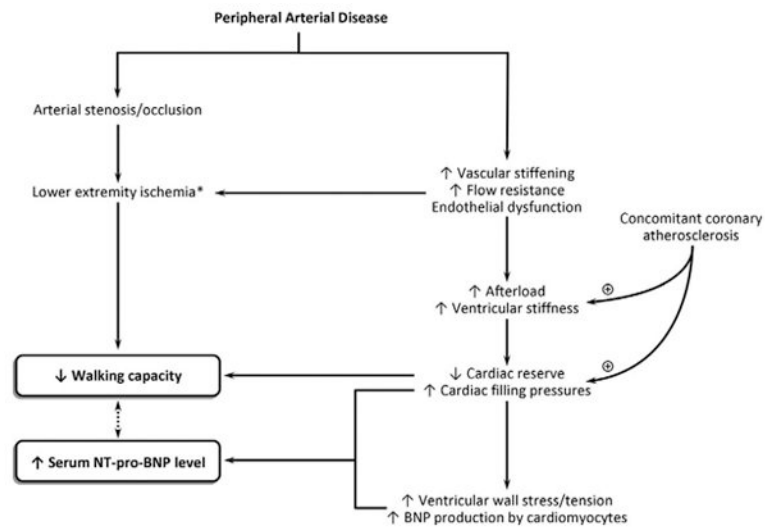 Peripheral Arterial Disease
Arterial stenosis/occlusion
↑ Vascular stiffening
Lower extremity ischemia*
↑ Flow resistance
Endothelial dysfunction
Concomitant coronary
atherosclerosis
↑ Afterload
↑ Ventricular stiffness
⊕
⊕
↓ Walking capacity
↓ Cardiac reserve
↑ Cardiac filling pressures
↑ Serum NT-pro-BNP level
↑ Ventricular wall stress/tension
↑ BNP production by cardiomyocytes